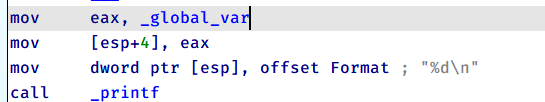 mov     eax, _global_var
mov     [esp+4], eax
mov     dword ptr [esp], offset Format ; "%d\n"
call    _printf